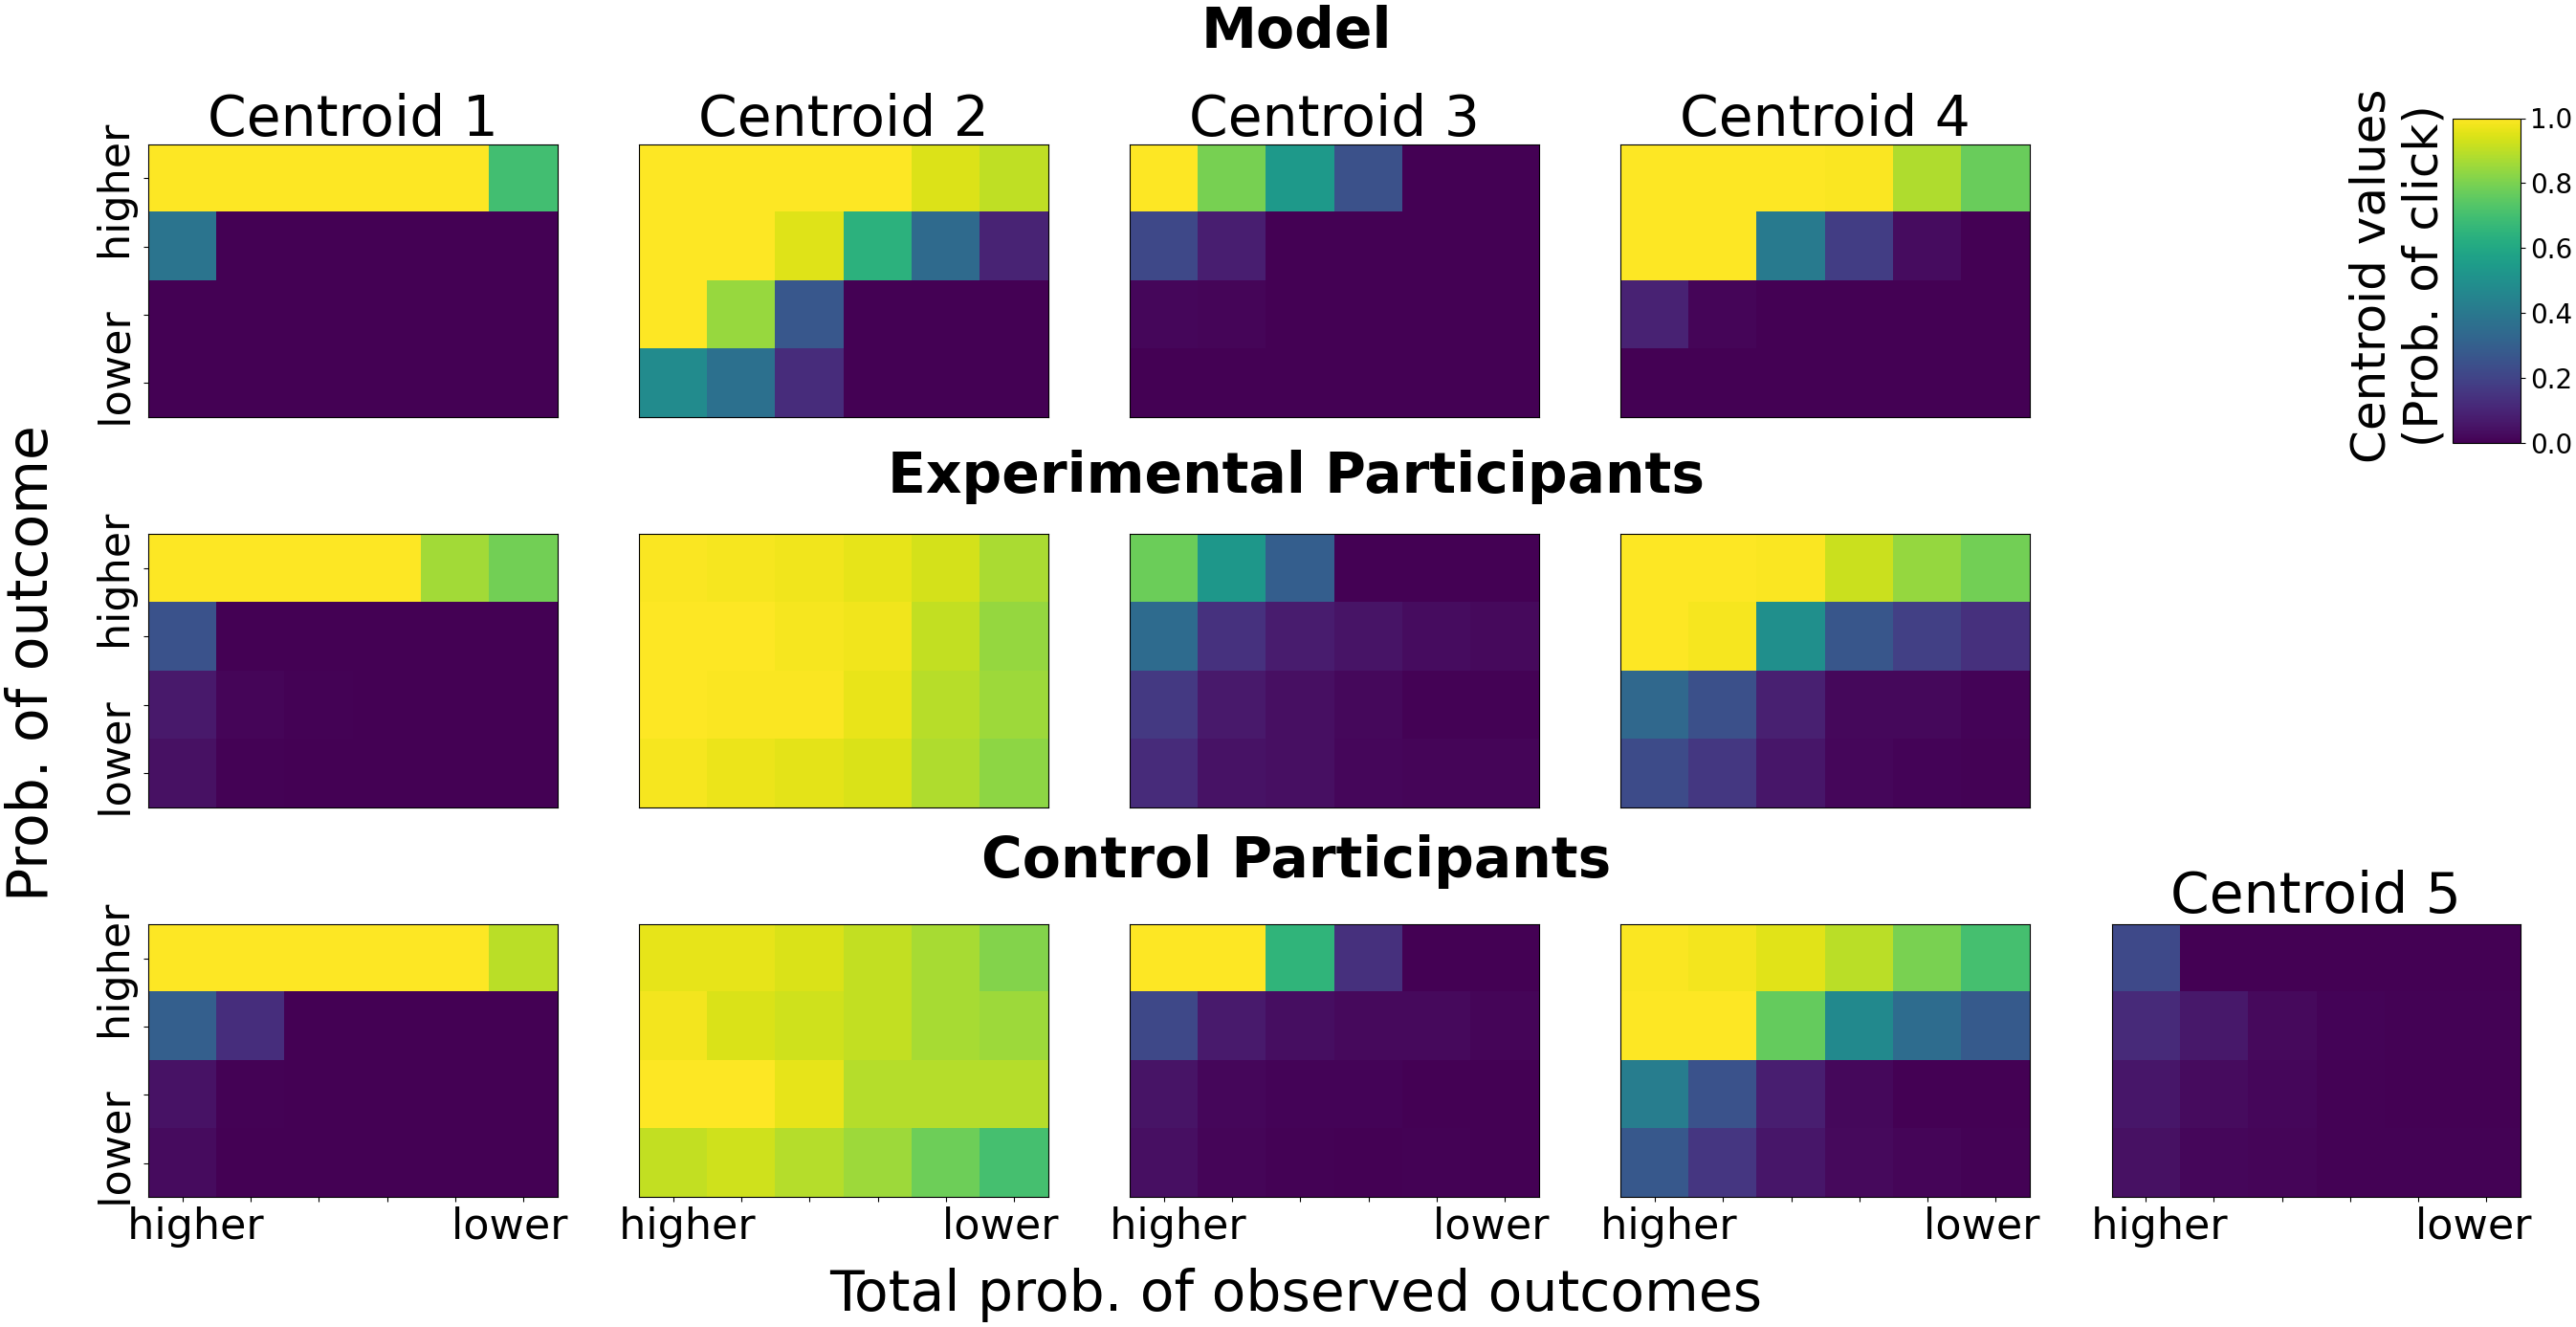 Model
Centroid 1
Centroid 2
Centroid 3
Centroid 4
higher
lower
Centroid values
(Prob. of click)
1.0
0.8
0.6
0.4
0.2
0.0
Prob. of outcome
Experimental Participants
higher
lower
Control Participants
Centroid 5
higher
lower
higher
lower
higher
lower
higher
lower
higher
lower
higher
lower
Total prob. of observed outcomes